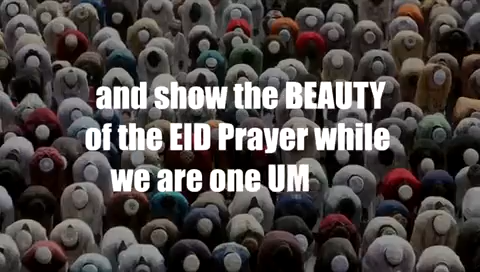 and show the BEAUTY
of the EID Prayer while
we are one UM